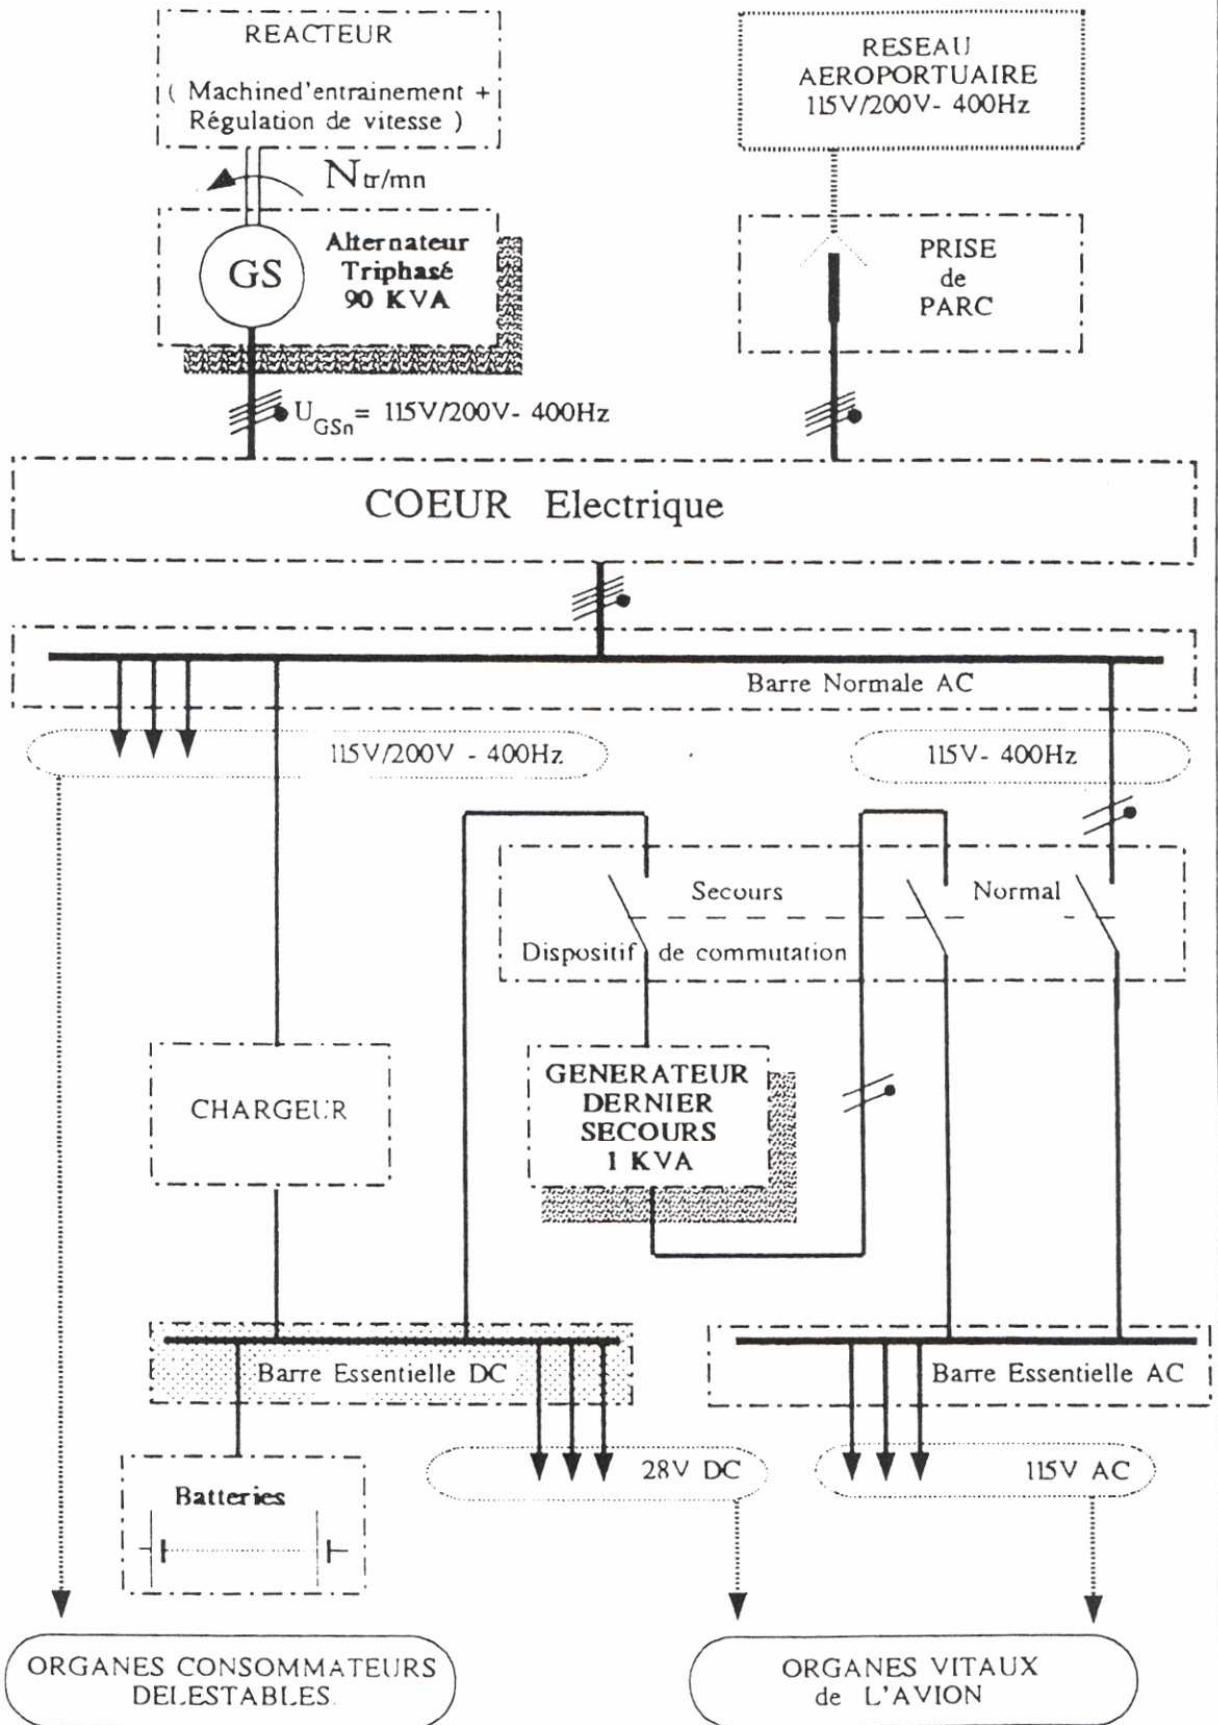 REACTEUR
( Machined'entrainement +
Régulation de vitesse )
RESEAU
AEROPORTUAIRE
115V/200V- 400Hz
N tr/mn
GS
Alternateur
Triphasé
90 KVA
PRISE
de
PARC
U GSn = 115V/200V- 400Hz
COEUR Electrique
Barre Normale AC
115V/200V - 400Hz
115V- 400Hz
Secours
Normal
Dispositif de commutation
CHARGEUR
GENERATEUR
DERNIER
SECOURS
1 KVA
Barre Essentielle DC
Barre Essentielle AC
28V DC
115V AC
Batteries
ORGANES CONSOMMATEURS
DELESTABLES.
ORGANES VITAUX
de L'AVION